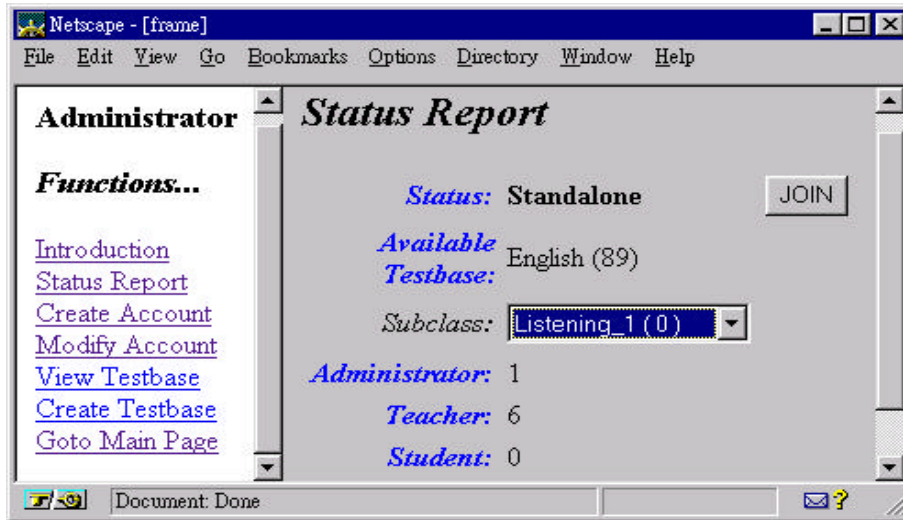 Netscape - [frame]
File Edit View Go Bookmarks Options Directory Window Help
Administrator
Functions...
Introduction
Status Report
Create Account
Modify Account
View Testbase
Create Testbase
Goto Main Page
Status Report
Status: Standalone JOIN
Available
Testbase: English (89)
Subclass: Listening_1 ( 0 )
Administrator: 1
Teacher: 6
Student: 0
Document: Done